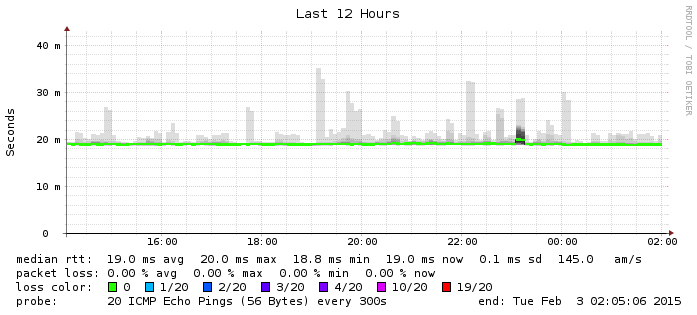 Last 12 Hours
RRDTOOL / TOBI OETIKER
Seconds
40 m
30 m
20 m
10 m
0
16:00 18:00 20:00 22:00 00:00 02:00
median rtt: 19.0 ms avg 20.0 ms max 18.8 ms min 19.0 ms now 0.1 ms sd 145.0 am/s
packet loss: 0.00 % avg 0.00 % max 0.00 % min 0.00 % now
loss color: 0 1/20 2/20 3/20 4/20 10/20 19/20
probe: 20 ICMP Echo Pings (56 Bytes) every 300s end: Tue Feb 3 02:05:06 2015